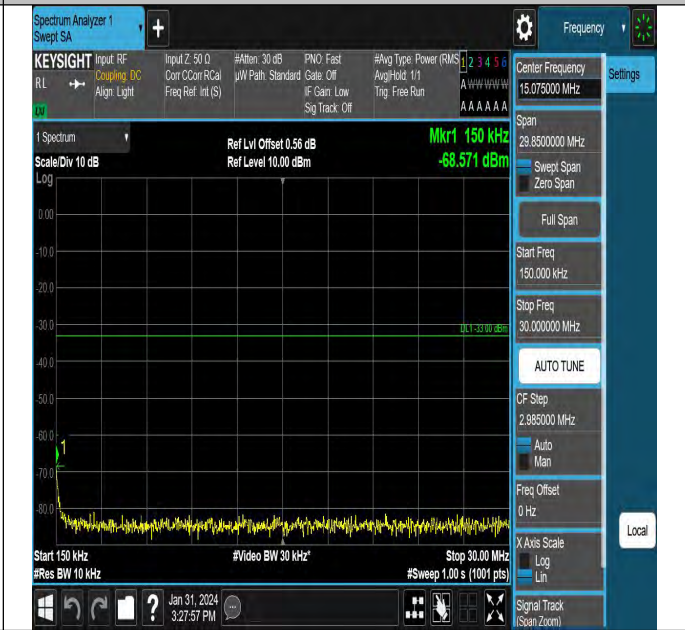 Spectrum Analyzer 1
Swept SA
+
Frequency
KEYSIGHT
RL
Input: RF
Coupling: DC
Align: Light
Input Z: 50 Ω
Corr CCorr RCal
Freq Ref: Int (S)
#Atten: 30 dB
µW Path: Standard
PNO: Fast
Gate: Off
IF Gain: Low
Sig Track: Off
#Avg Type: Power (RMS
Avg|Hold: 1/1
Trig: Free Run
1 2 3 4 5 6
A W W W W W
A A A A A A
1 Spectrum
Scale/Div 10 dB
Log
Ref Lvl Offset 0.56 dB
Ref Level 10.00 dBm
Mkr1 150 kHz
-68.571 dBm
0.00
-10.0
-20.0
-30.0
DL1 -33.00 dBm
-40.0
-50.0
-60.0
1
-70.0
-80.0
Start 150 kHz
#Video BW 30 kHz*
Stop 30.00 MHz
#Res BW 10 kHz
#Sweep 1.00 s (1001 pts)
Center Frequency
15.075000 MHz
Settings
Span
29.8500000 MHz
Swept Span
Zero Span
Full Span
Start Freq
150.000 kHz
Stop Freq
30.000000 MHz
AUTO TUNE
CF Step
2.985000 MHz
Auto
Man
Freq Offset
0 Hz
X Axis Scale
Log
Lin
Local
Signal Track
(Span Zoom)
?
Jan 31, 2024
3:27:57 PM